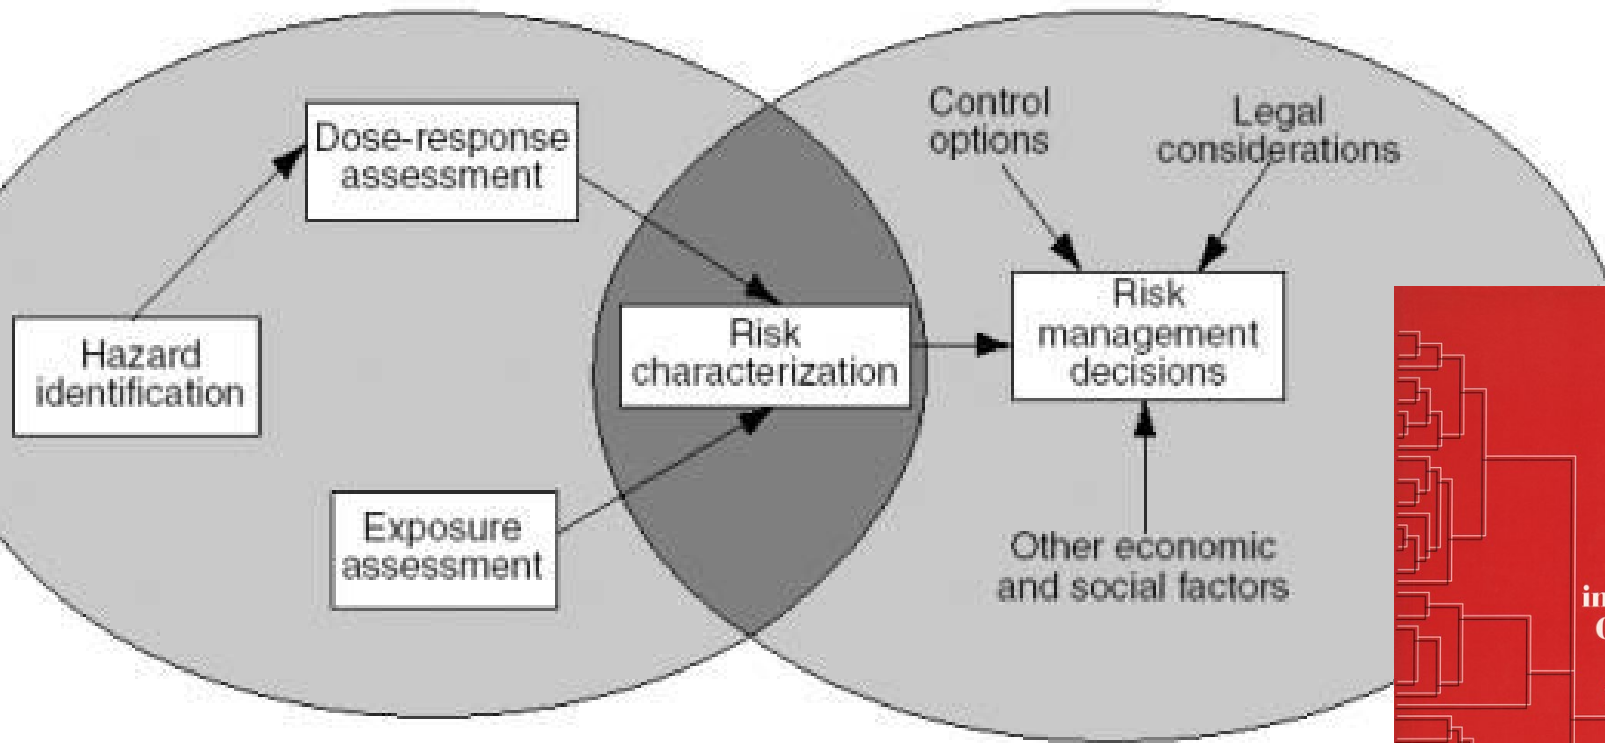 Dose-response
assessment
Hazard
identification
Exposure
assessment
Risk
characterization
Control
options
Legal
considerations
Risk
management
decisions
Other economic
and social factors